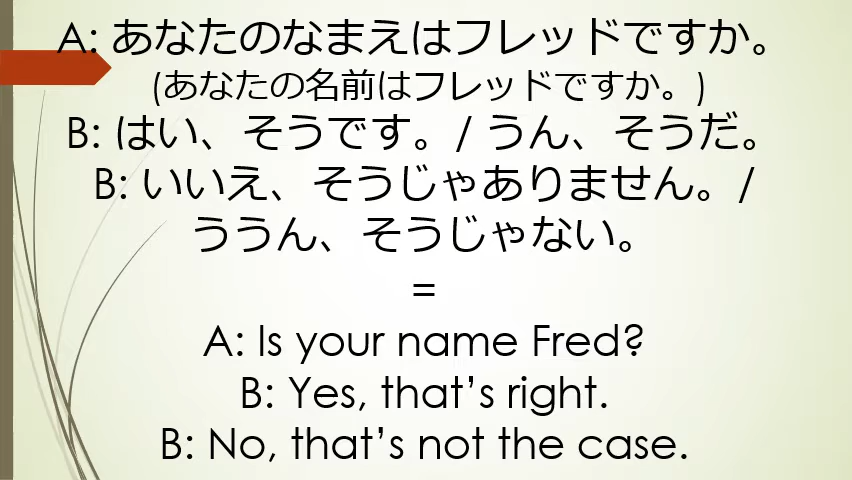 A: あなたのなまえはフレッドですか。
(あなたの名前はフレッドですか。)
B: はい、そうです。/ うん、そうだ。
B: いいえ、そうじゃありません。/
ううん、そうじゃない。
=
A: Is your name Fred?
B: Yes, that’s right.
B: No, that’s not the case.